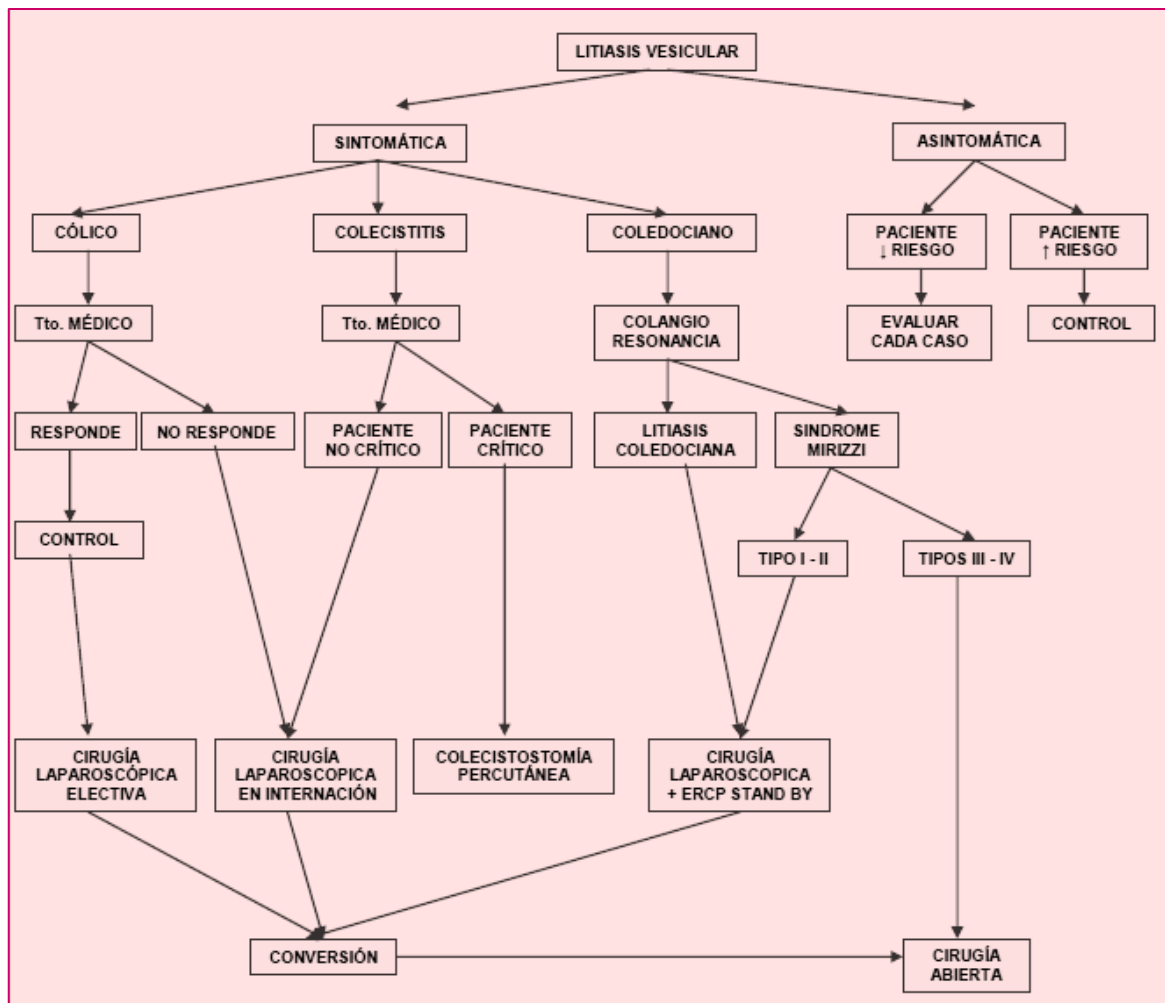 LITIASIS VESICULAR
SINTOMÁTICA
ASINTOMÁTICA
CÓLICO
COLECISTITIS
COLEDOCIANO
PACIENTE
↓ RIESGO
PACIENTE
↑ RIESGO
Tto. MÉDICO
Tto. MÉDICO
COLANGIO
RESONANCIA
EVALUAR
CADA CASO
CONTROL
RESPONDE
NO RESPONDE
PACIENTE
NO CRÍTICO
PACIENTE
CRÍTICO
LITIASIS
COLEDOCIANA
SINDROME
MIRIZZI
CONTROL
TIPO I - II
TIPOS III - IV
CIRUGÍA
LAPAROSCÓPICA
ELECTIVA
CIRUGÍA
LAPAROSCOPICA
EN INTERNACIÓN
COLECISTOSTOMÍA
PERCUTÁNEA
CIRUGÍA
LAPAROSCOPICA
+ ERCP STAND BY
CONVERSIÓN
CIRUGÍA
ABIERTA